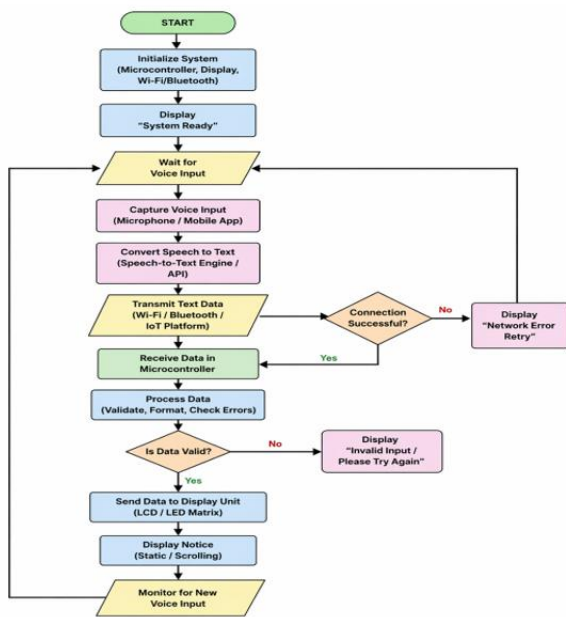 START
Initialize System
(Microcontroller, Display,
Wi-Fi/Bluetooth)
Display
“System Ready”
Wait for
Voice Input
Capture Voice Input
(Microphone / Mobile App)
Convert Speech to Text
(Speech-to-Text Engine /
API)
Transmit Text Data
(Wi-Fi / Bluetooth /
IoT Platform)
Connection
Successful?
No
Display
“Network Error
Retry”
Yes
Receive Data in
Microcontroller
Process Data
(Validate, Format, Check Errors)
Is Data Valid?
No
Display
“Invalid Input /
Please Try Again”
Yes
Send Data to Display Unit
(LCD / LED Matrix)
Display Notice
(Static / Scrolling)
Monitor for New
Voice Input